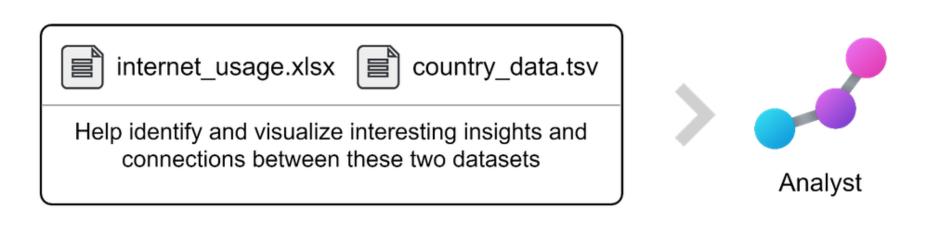 internet_usage.xlsx country_data.tsv
Help identify and visualize interesting insights and
connections between these two datasets
Analyst